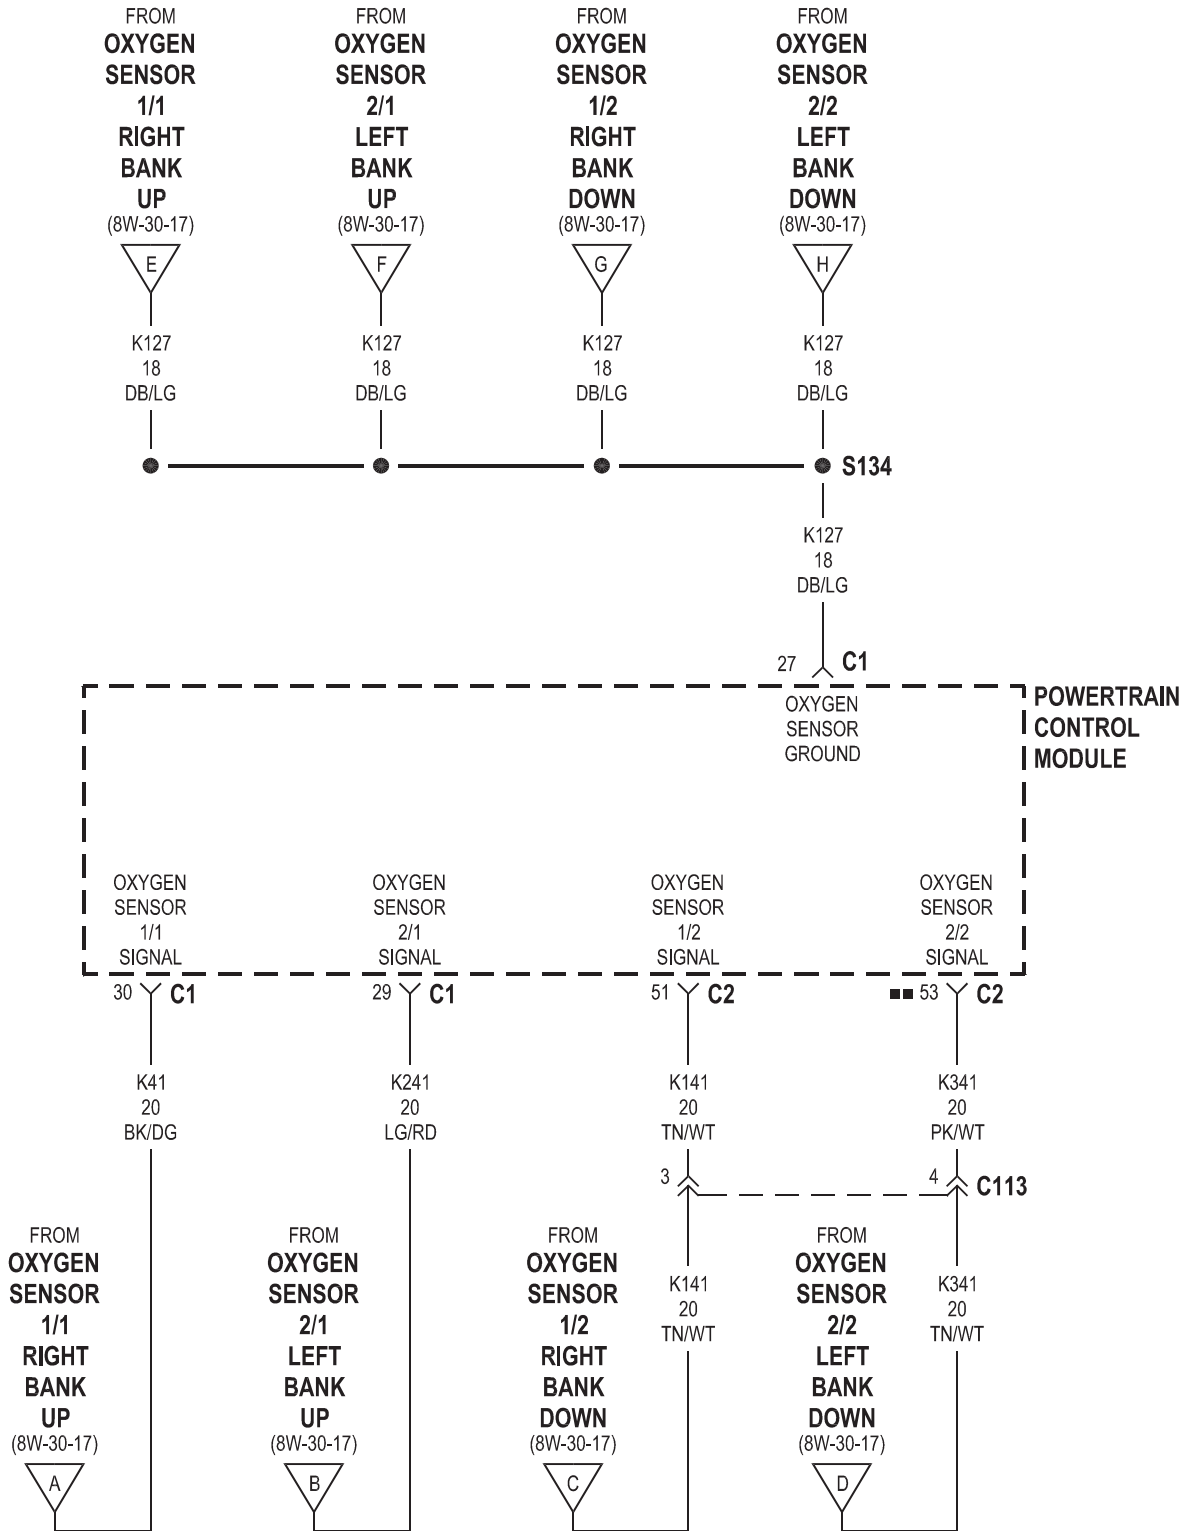 FROM
OXYGEN
SENSOR
1/1
RIGHT
BANK
UP
(8W-30-17)
E
K127
18
DB/LG
FROM
OXYGEN
SENSOR
2/1
LEFT
BANK
UP
(8W-30-17)
F
K127
18
DB/LG
FROM
OXYGEN
SENSOR
1/2
RIGHT
BANK
DOWN
(8W-30-17)
G
K127
18
DB/LG
FROM
OXYGEN
SENSOR
2/2
LEFT
BANK
DOWN
(8W-30-17)
H
K127
18
DB/LG
S134
K127
18
DB/LG
27 C1
OXYGEN
SENSOR
GROUND
POWERTRAIN
CONTROL
MODULE
OXYGEN
SENSOR
1/1
SIGNAL
30 C1
K41
20
BK/DG
OXYGEN
SENSOR
2/1
SIGNAL
29 C1
K241
20
LG/RD
OXYGEN
SENSOR
1/2
SIGNAL
51 C2
K141
20
TN/WT
3
K141
20
TN/WT
OXYGEN
SENSOR
2/2
SIGNAL
53 C2
K341
20
PK/WT
4 C113
K341
20
TN/WT
FROM
OXYGEN
SENSOR
1/1
RIGHT
BANK
UP
(8W-30-17)
A
FROM
OXYGEN
SENSOR
2/1
LEFT
BANK
UP
(8W-30-17)
B
FROM
OXYGEN
SENSOR
1/2
RIGHT
BANK
DOWN
(8W-30-17)
C
FROM
OXYGEN
SENSOR
2/2
LEFT
BANK
DOWN
(8W-30-17)
D